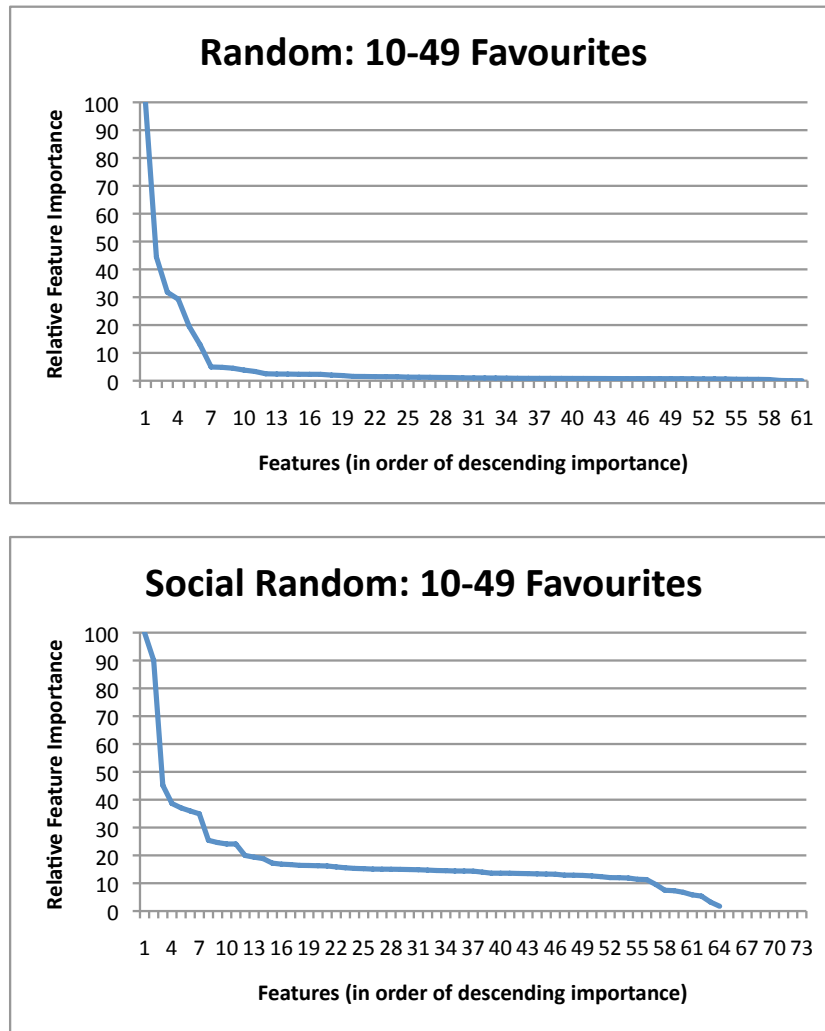 Random: 10-49 Favourites
100
90
80
70
60
50
40
30
20
10
0
Relative Feature Importance
1 4 7 10 13 16 19 22 25 28 31 34 37 40 43 46 49 52 55 58 61
Features (in order of descending importance)
Social Random: 10-49 Favourites
100
90
80
70
60
50
40
30
20
10
0
Relative Feature Importance
1 4 7 10 13 16 19 22 25 28 31 34 37 40 43 46 49 52 55 58 61 64 67 70 73
Features (in order of descending importance)